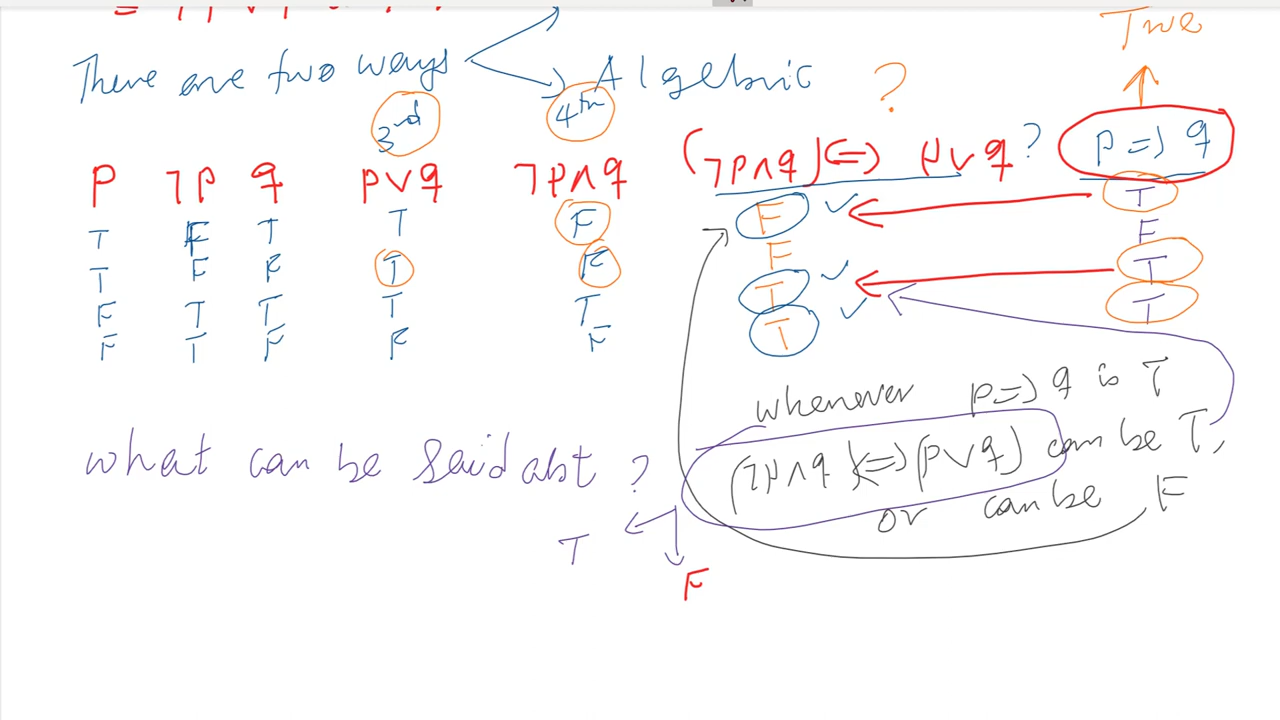 True
There are two ways Algebric ?
3rd 4th
p ¬p q p∨q ¬p∧q (¬p∧q)<=> p∨q ? p => q
T F T T F F ✓ T
T F F T F F F
F T T T T T ✓ T
F T F F F T ✓ T
whenever p=>q is T
what can be said abt ? (¬p∧q)<=>(p∨q) can be T,
or can be F
T
F